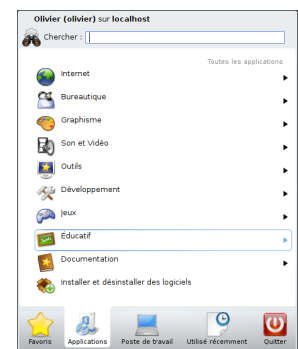 Olivier (olivier) sur localhost
Chercher :
Toutes les applications
Internet
Bureautique
Graphisme
Son et Vidéo
Outils
Développement
Jeux
Éducatif
Documentation
Installer et désinstaller des logiciels
Favoris Applications Poste de travail Utilisé récemment Quitter